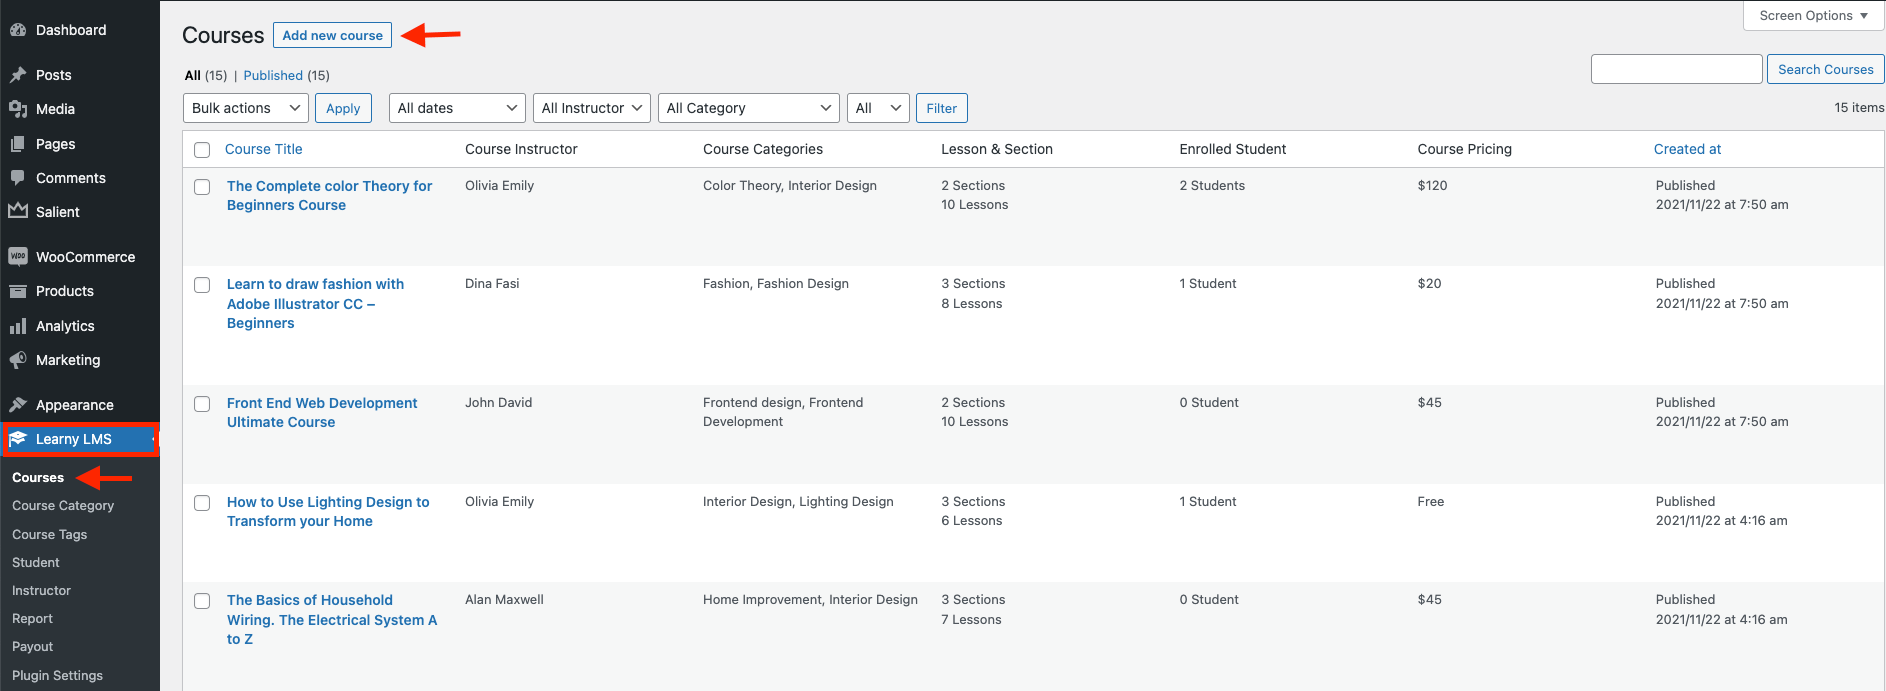 Dashboard
Posts
Media
Pages
Comments
Salient
WooCommerce
Products
Analytics
Marketing
Appearance
Learny LMS
Courses
Course Category
Course Tags
Student
Instructor
Report
Payout
Plugin Settings
Screen Options
Courses Add new course
All (15) | Published (15)
Search Courses
Bulk actions Apply All dates All Instructor All Category All Filter 15 items
Course Title Course Instructor Course Categories Lesson & Section Enrolled Student Course Pricing Created at
The Complete color Theory for Olivia Emily Color Theory, Interior Design 2 Sections 2 Students $120 Published
Beginners Course 10 Lessons 2021/11/22 at 7:50 am
Learn to draw fashion with Dina Fasi Fashion, Fashion Design 3 Sections 1 Student $20 Published
Adobe Illustrator CC – 8 Lessons 2021/11/22 at 7:50 am
Beginners
Front End Web Development John David Frontend design, Frontend 2 Sections 0 Student $45 Published
Ultimate Course Development 10 Lessons 2021/11/22 at 7:50 am
How to Use Lighting Design to Olivia Emily Interior Design, Lighting Design 3 Sections 1 Student Free Published
Transform your Home 6 Lessons 2021/11/22 at 4:16 am
The Basics of Household Alan Maxwell Home Improvement, Interior Design 3 Sections 0 Student $45 Published
Wiring. The Electrical System A 7 Lessons 2021/11/22 at 4:16 am
to Z